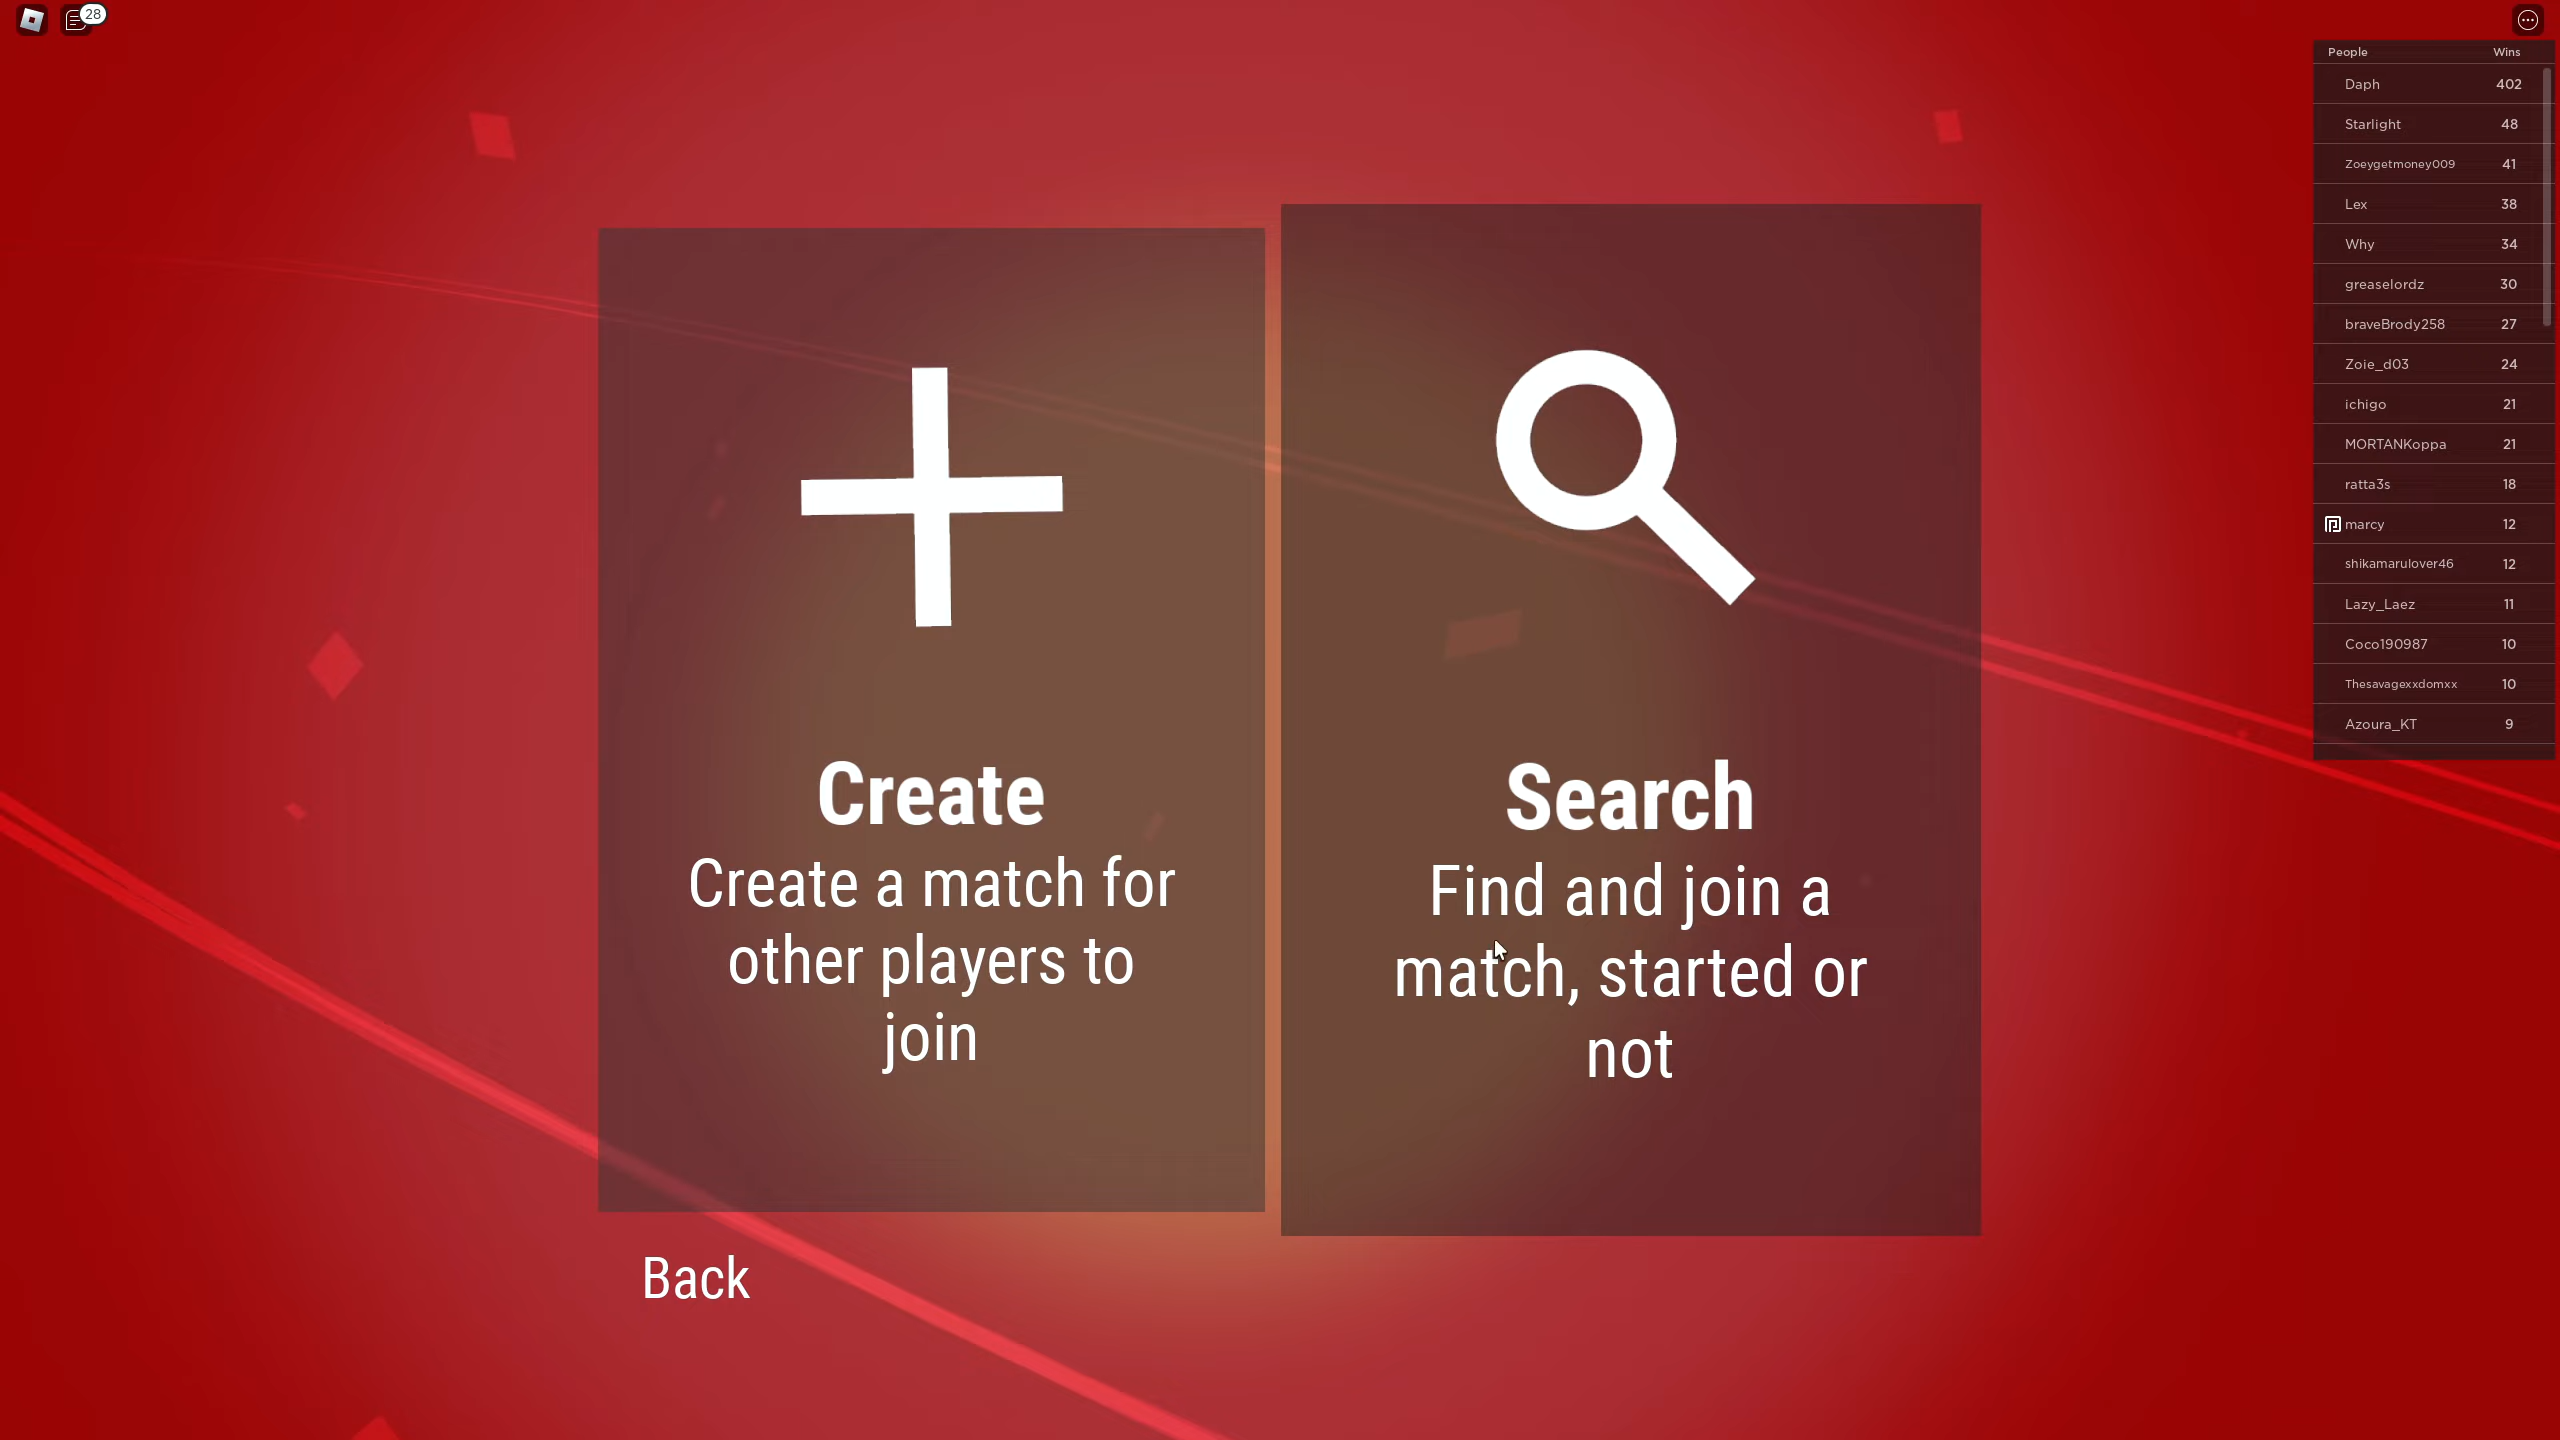 28
People Wins
Daph 402
Starlight 48
Zoeygetmoney009 41
Lex 38
Why 34
greaselordz 30
braveBrody258 27
Zoie_d03 24
ichigo 21
MORTANKoppa 21
ratta3s 18
marcy 12
shikamarulover46 12
Lazy_Laez 11
Coco190987 10
Thesavagexxdomxx 10
Azoura_KT 9
Create
Create a match for
other players to
join
Search
Find and join a
match, started or
not
Back